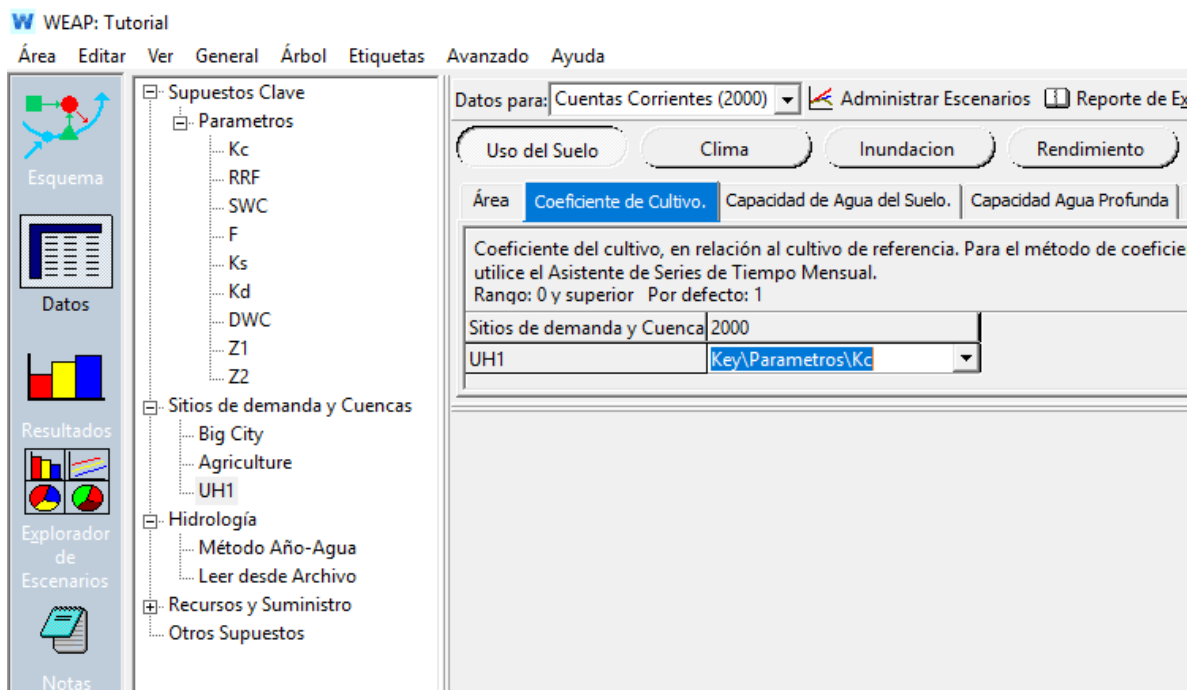 WEAP: Tutorial
Área Editar Ver General Árbol Etiquetas Avanzado Ayuda
Esquema
Datos
Resultados
Explorador
de
Escenarios
Notas
Supuestos Clave
Parametros
Kc
RRF
SWC
F
Ks
Kd
DWC
Z1
Z2
Sitios de demanda y Cuencas
Big City
Agriculture
UH1
Hidrología
Método Año-Agua
Leer desde Archivo
Recursos y Suministro
Otros Supuestos
Datos para: Cuentas Corrientes (2000) Administrar Escenarios Reporte de Ex
Uso del Suelo Clima Inundacion Rendimiento
Área Coeficiente de Cultivo. Capacidad de Agua del Suelo. Capacidad Agua Profunda
Coeficiente del cultivo, en relación al cultivo de referencia. Para el método de coeficie
utilice el Asistente de Series de Tiempo Mensual.
Rango: 0 y superior Por defecto: 1
Sitios de demanda y Cuenca 2000
UH1 Key\Parametros\Kc